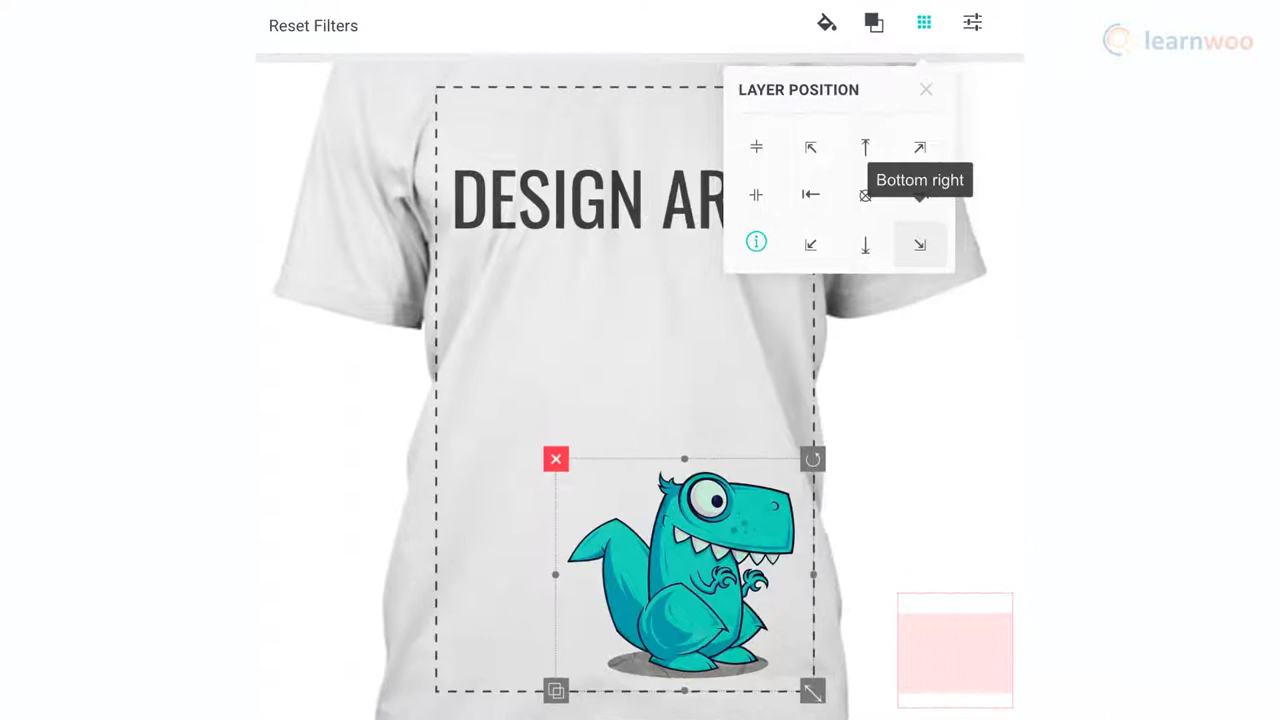 Reset Filters
learnwoo
LAYER POSITION
Bottom right
DESIGN AR